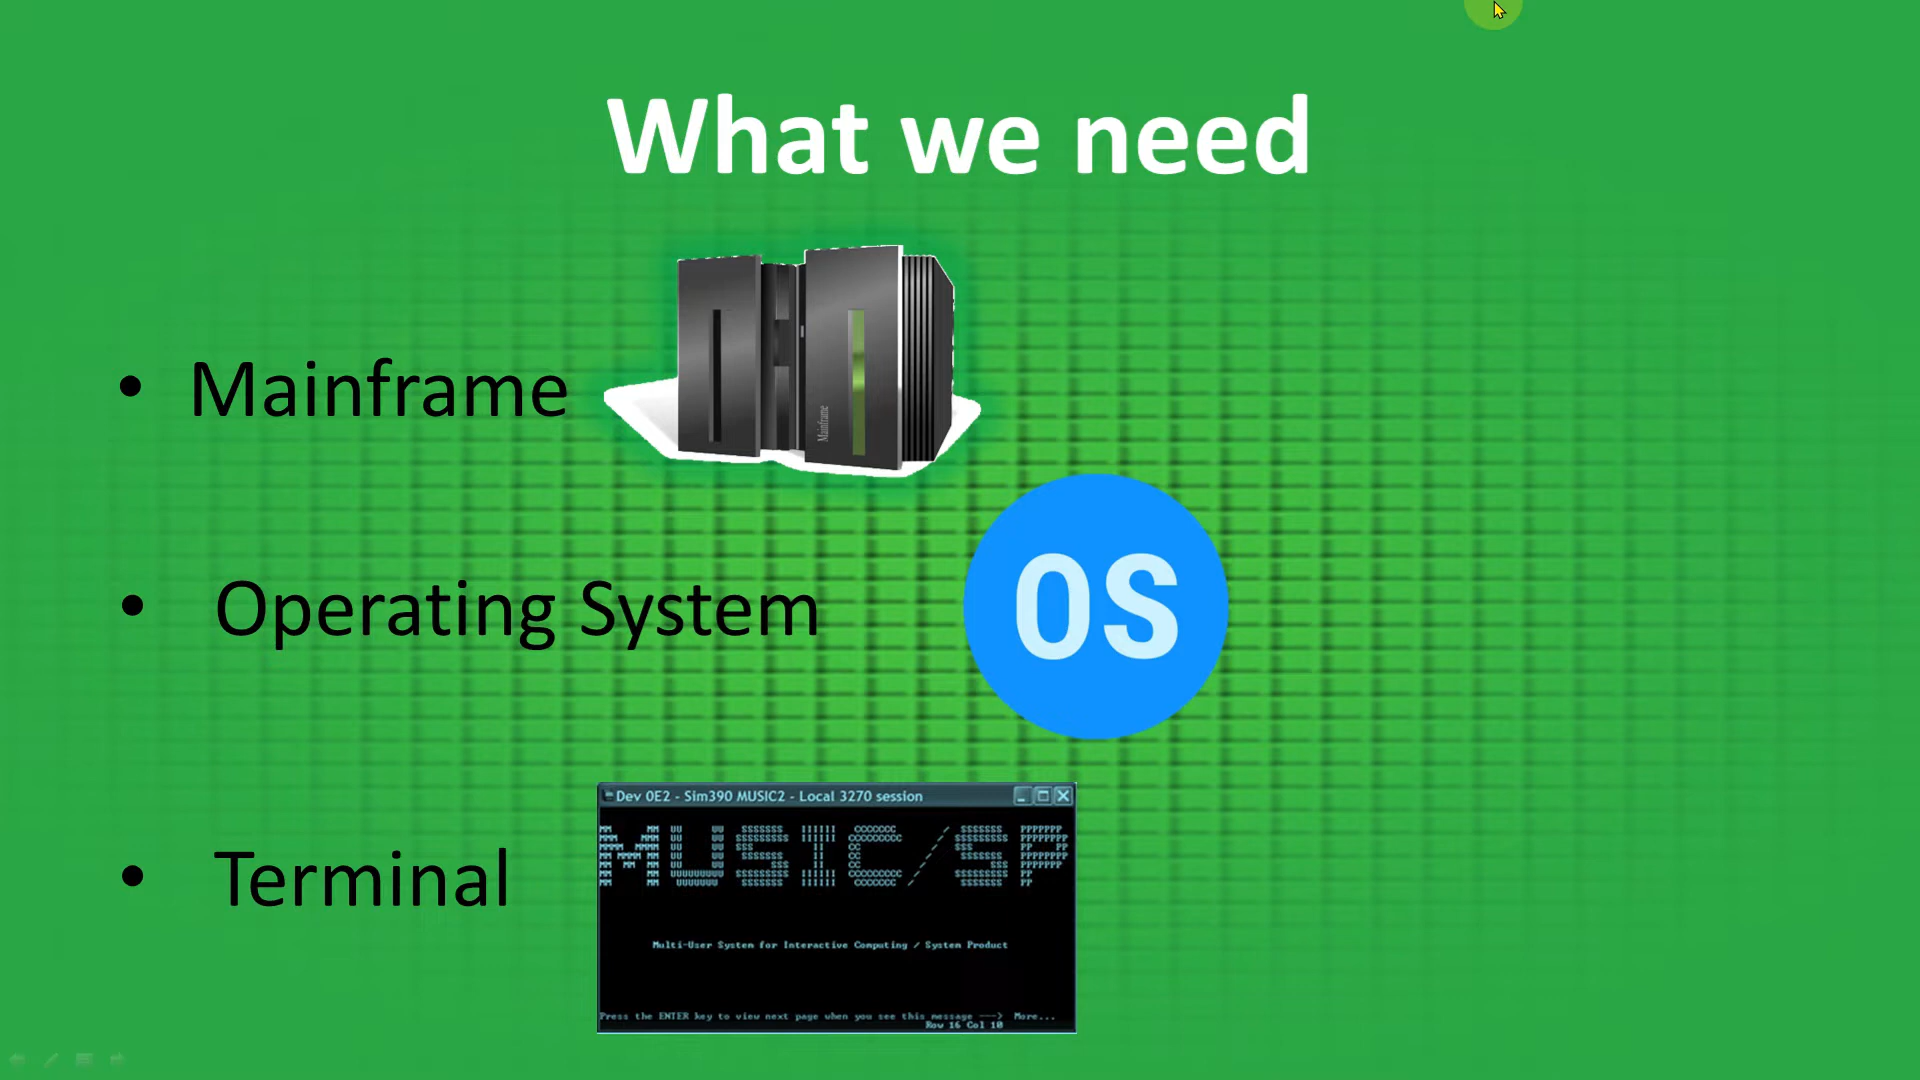 What we need
• Mainframe
Mainframe
• Operating System
OS
• Terminal
Dev 0E2 - Sim390 MUSIC2 - Local 3270 session
MUSIC/SP
Multi-User System for Interactive Computing / System Product
Press the ENTER key to view next page when you see this message ---> More...
Row 16 Col 10